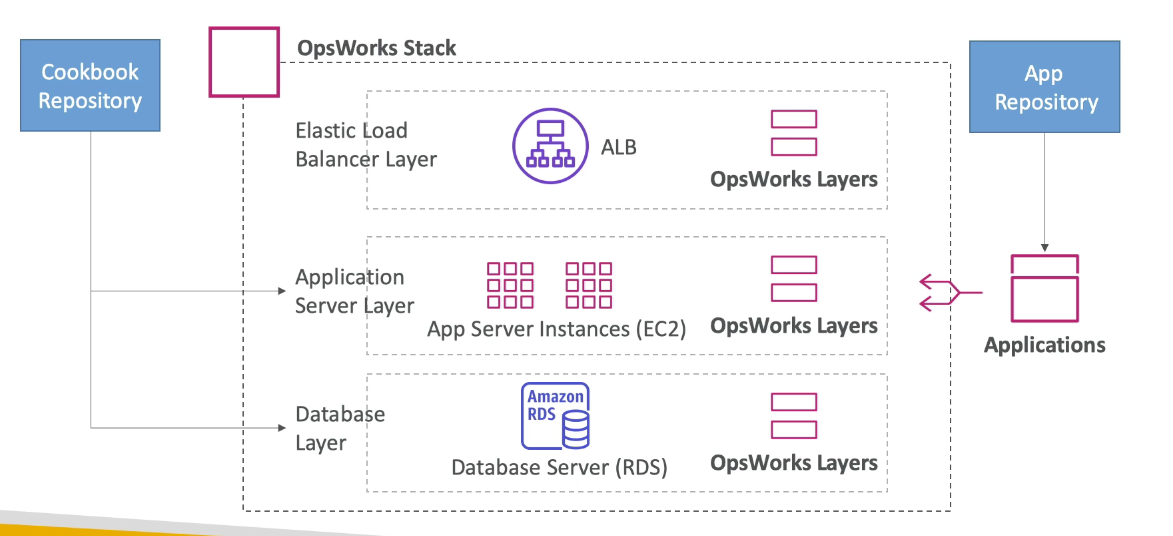 OpsWorks Stack
Cookbook
Repository
App
Repository
Elastic Load
Balancer Layer
ALB
OpsWorks Layers
Application
Server Layer
App Server Instances (EC2)
OpsWorks Layers
Applications
Database
Layer
Amazon
RDS
Database Server (RDS)
OpsWorks Layers